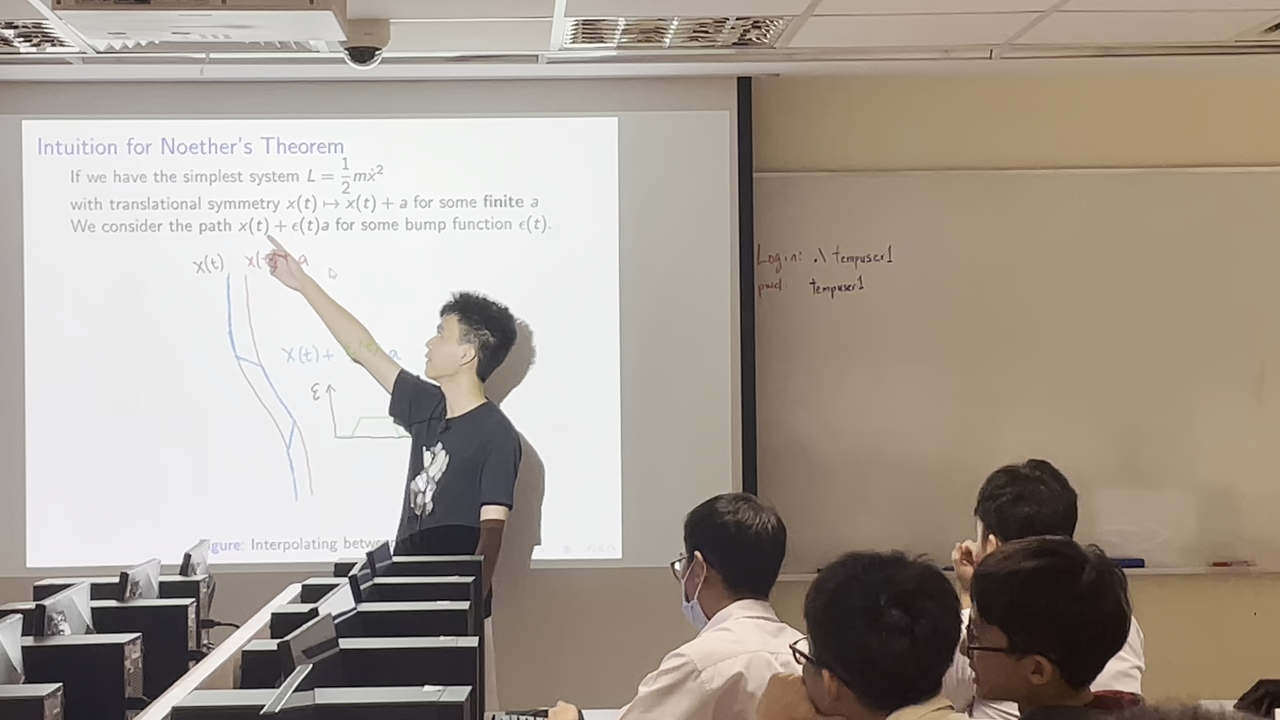 Intuition for Noether's Theorem
If we have the simplest system L = 1/2 mẋ²
with translational symmetry x(t) ↦ x(t) + a for some finite a
We consider the path x(t) + ϵ(t)a for some bump function ϵ(t).
x(t) a
x(t) + a
ε
Figure: Interpolating between
Login: .\ tempuser1
pwd: tempuser1